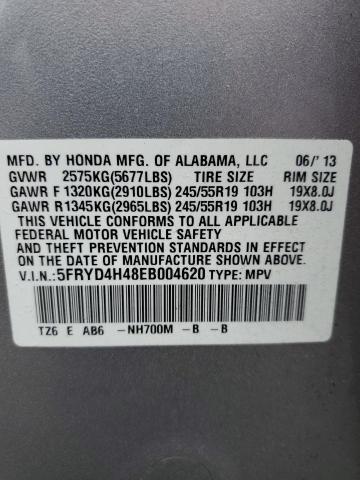 MFD. BY HONDA MFG. OF ALABAMA, LLC 06/'13
GVWR 2575KG(5677LBS) TIRE SIZE RIM SIZE
GAWR F 1320KG(2910LBS) 245/55R19 103H 19X8.0J
GAWR R 1345KG(2965LBS) 245/55R19 103H 19X8.0J
THIS VEHICLE CONFORMS TO ALL APPLICABLE
FEDERAL MOTOR VEHICLE SAFETY
AND THEFT PREVENTION STANDARDS IN EFFECT
ON THE DATE OF MANUFACTURE SHOWN ABOVE.
V.I.N.: 5FRYD4H48EB004620 TYPE: MPV
TZ6 E AB6 -NH700M -B -B